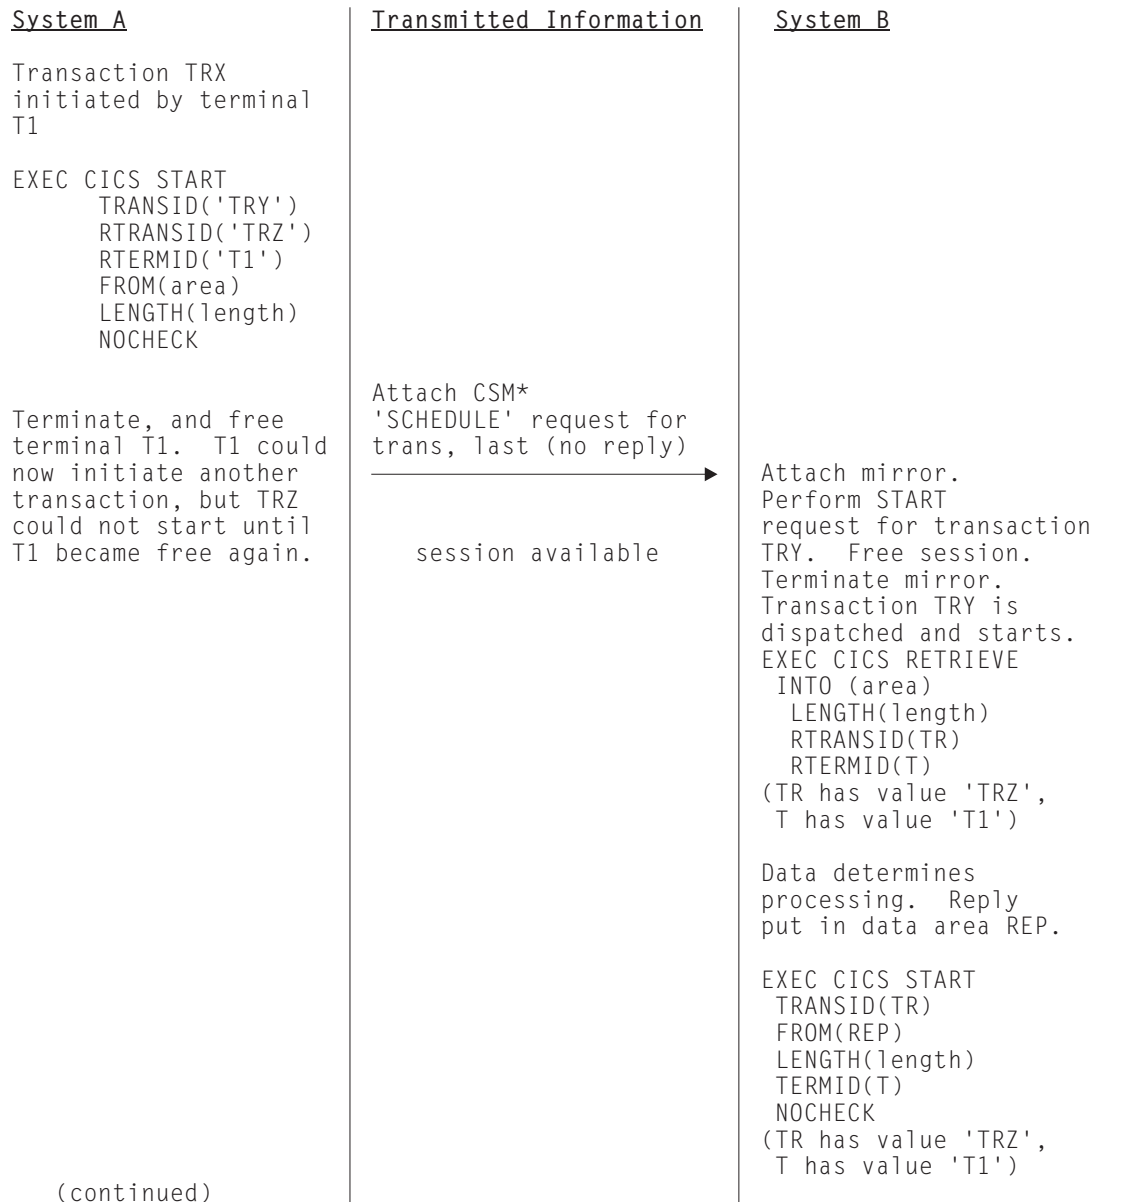 System A
Transmitted Information
System B
Transaction TRX
initiated by terminal
T1
EXEC CICS START
TRANSID('TRY')
RTRANSID('TRZ')
RTERMID('T1')
FROM(area)
LENGTH(length)
NOCHECK
Terminate, and free
terminal T1.  T1 could
now initiate another
transaction, but TRZ
could not start until
T1 became free again.
Attach CSM*
'SCHEDULE' request for
trans, last (no reply)
session available
Attach mirror.
Perform START
request for transaction
TRY.  Free session.
Terminate mirror.
Transaction TRY is
dispatched and starts.
EXEC CICS RETRIEVE
INTO (area)
LENGTH(length)
RTRANSID(TR)
RTERMID(T)
(TR has value 'TRZ',
T has value 'T1')
Data determines
processing.  Reply
put in data area REP.
EXEC CICS START
TRANSID(TR)
FROM(REP)
LENGTH(length)
TERMID(T)
NOCHECK
(TR has value 'TRZ',
T has value 'T1')
(continued)